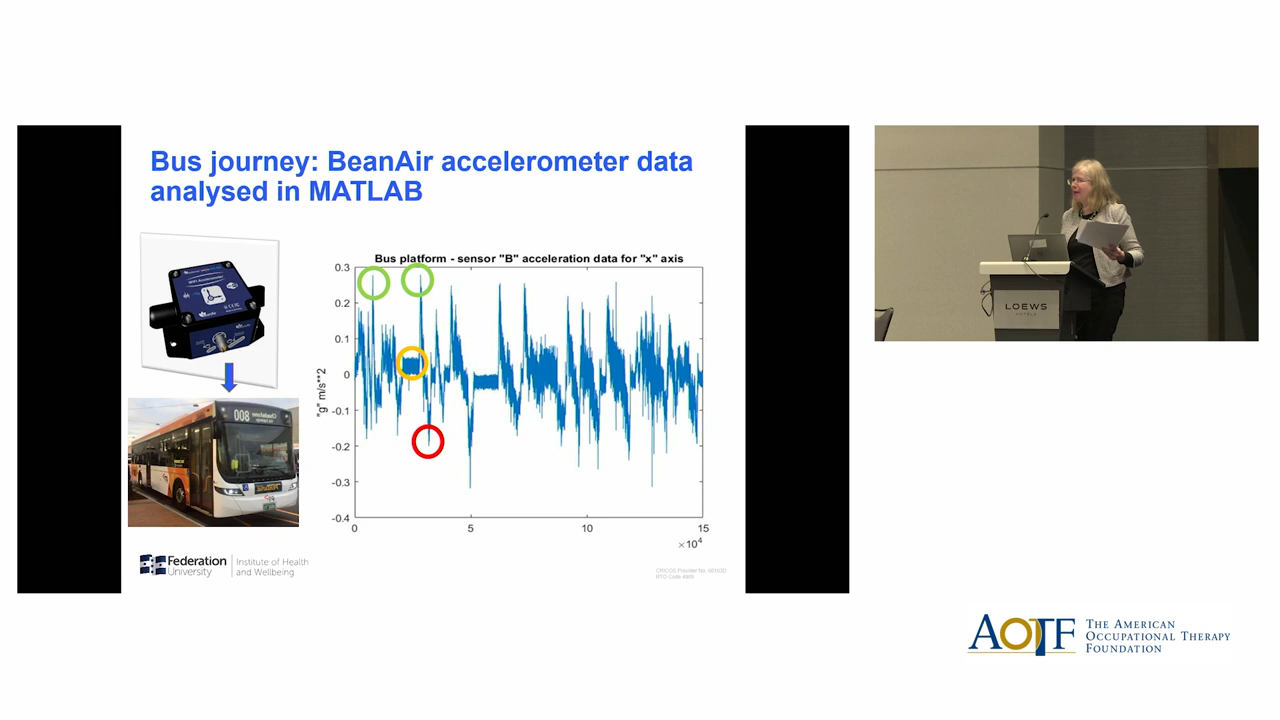 Bus journey: BeanAir accelerometer data
analysed in MATLAB
WIFI Accelerometer
Bus platform - sensor "B" acceleration data for "x" axis
0.3
0.2
0.1
0
-0.1
-0.2
-0.3
-0.4
"g" m/s**2
0
5
10
15
×10⁴
008
Federation
University
Institute of Health
and Wellbeing
CRICOS Provider No. 00103D
RTO Code 4909
LOEWS
HOTELS
AOTF
THE AMERICAN
OCCUPATIONAL THERAPY
FOUNDATION